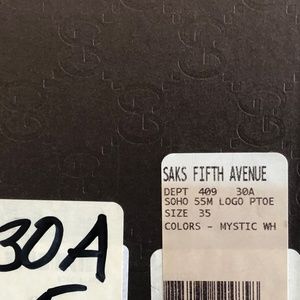 SAKS FIFTH AVENUE
DEPT 409 30A
SOHO 55M LOGO PTOE
SIZE 35
COLORS - MYSTIC WH
30A